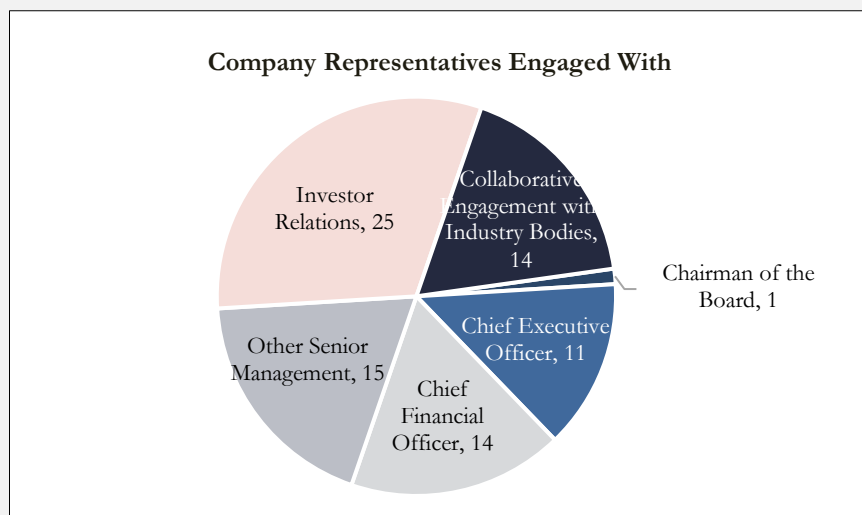 Company Representatives Engaged With
Investor
Relations, 25
Collaborative
Engagement with
Industry Bodies,
14
Chairman of the
Board, 1
Chief Executive
Officer, 11
Chief
Financial
Officer, 14
Other Senior
Management, 15